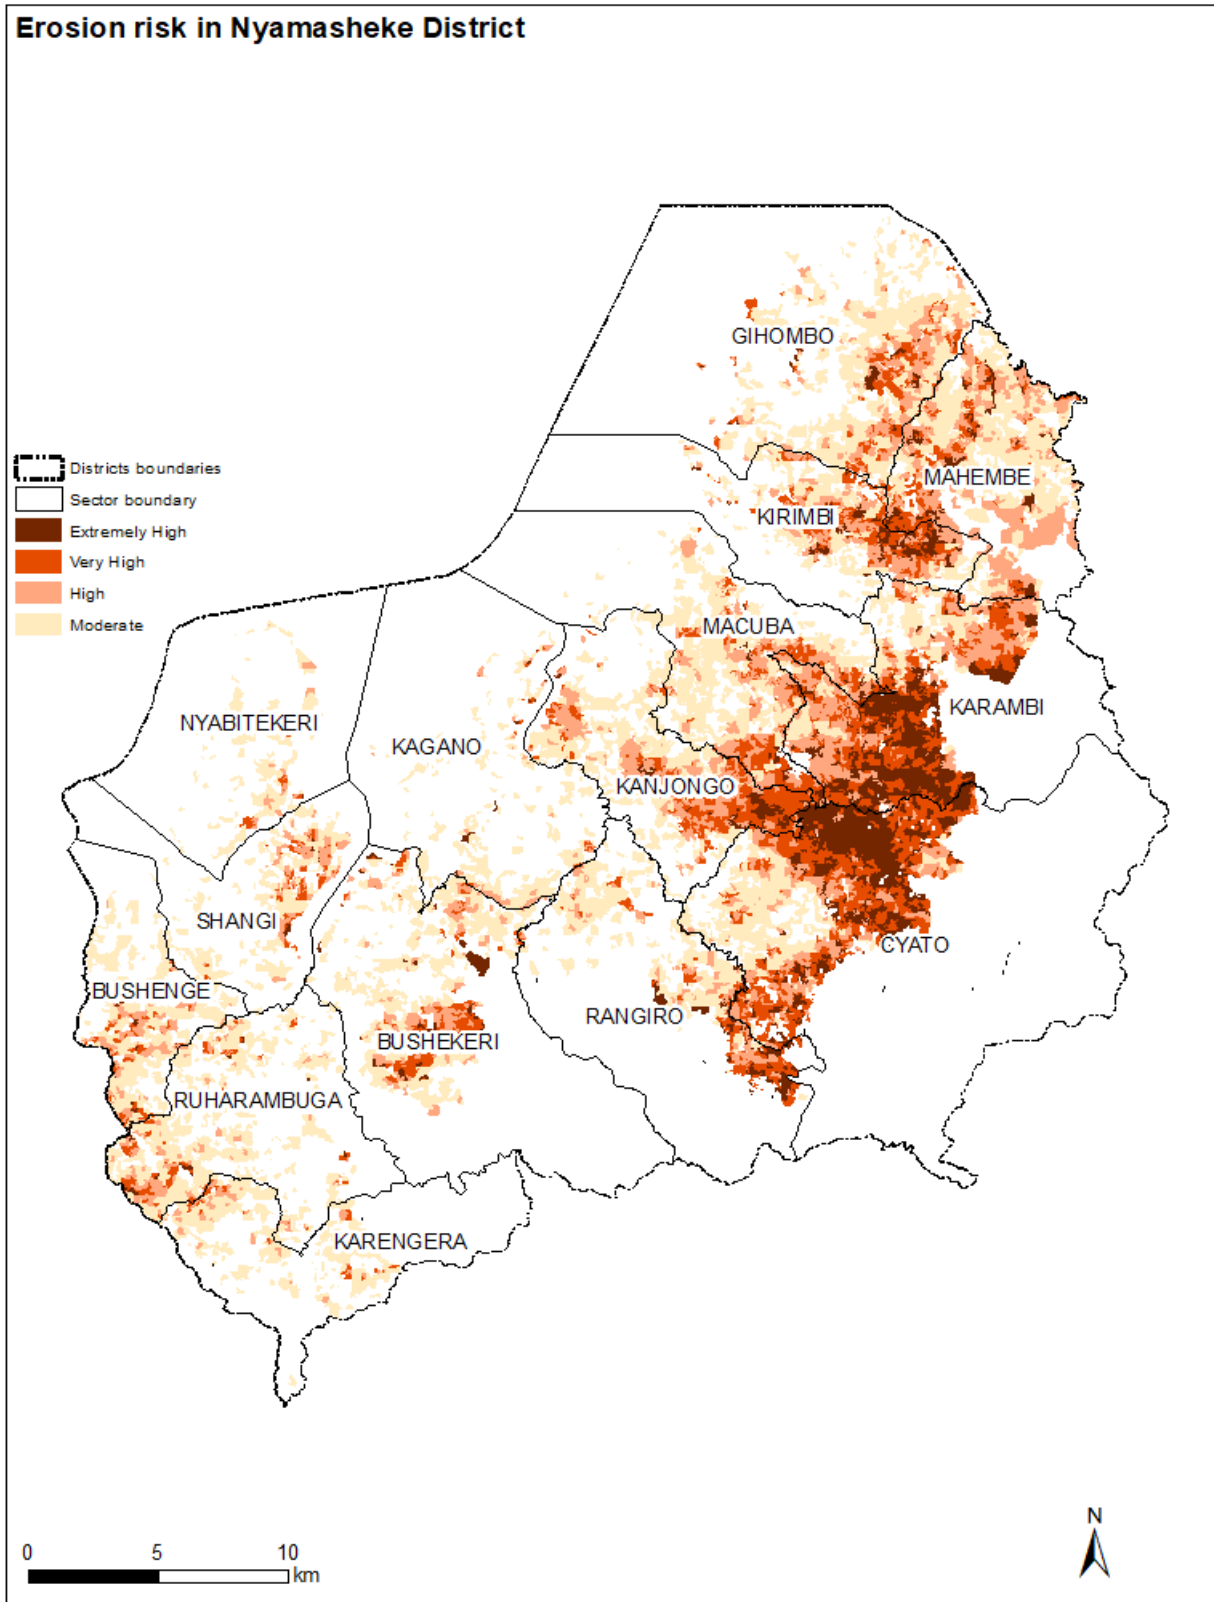 Erosion risk in Nyamasheke District
GIHOMBO
MAHEMBE
KIRIMBI
Districts boundaries
Sector boundary
Extremely High
Very High
High
Moderate
MACUBA
KARAMBI
NYABITEKERI
KAGANO
KANJONGO
SHANGI
CYATO
BUSHENGE
RANGIRO
BUSHEKERI
RUHARAMBUGA
KARENGERA
N
0 5 10
km